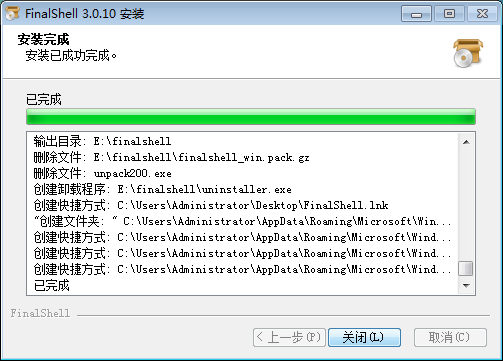 FinalShell 3.0.10 安装
安装完成
安装已成功完成。
已完成
输出目录: E:\finalshell
删除文件: E:\finalshell\finalshell_win.pack.gz
删除文件: unpack200.exe
创建卸载程序: E:\finalshell\uninstaller.exe
创建快捷方式: C:\Users\Administrator\Desktop\FinalShell.lnk
"创建文件夹: " C:\Users\Administrator\AppData\Roaming\Microsoft\Win...
创建快捷方式: C:\Users\Administrator\AppData\Roaming\Microsoft\Wind...
创建快捷方式: C:\Users\Administrator\AppData\Roaming\Microsoft\Wind...
创建快捷方式: C:\Users\Administrator\AppData\Roaming\Microsoft\Wind...
已完成
FinalShell
< 上一步(P) 关闭(L) 取消(C)